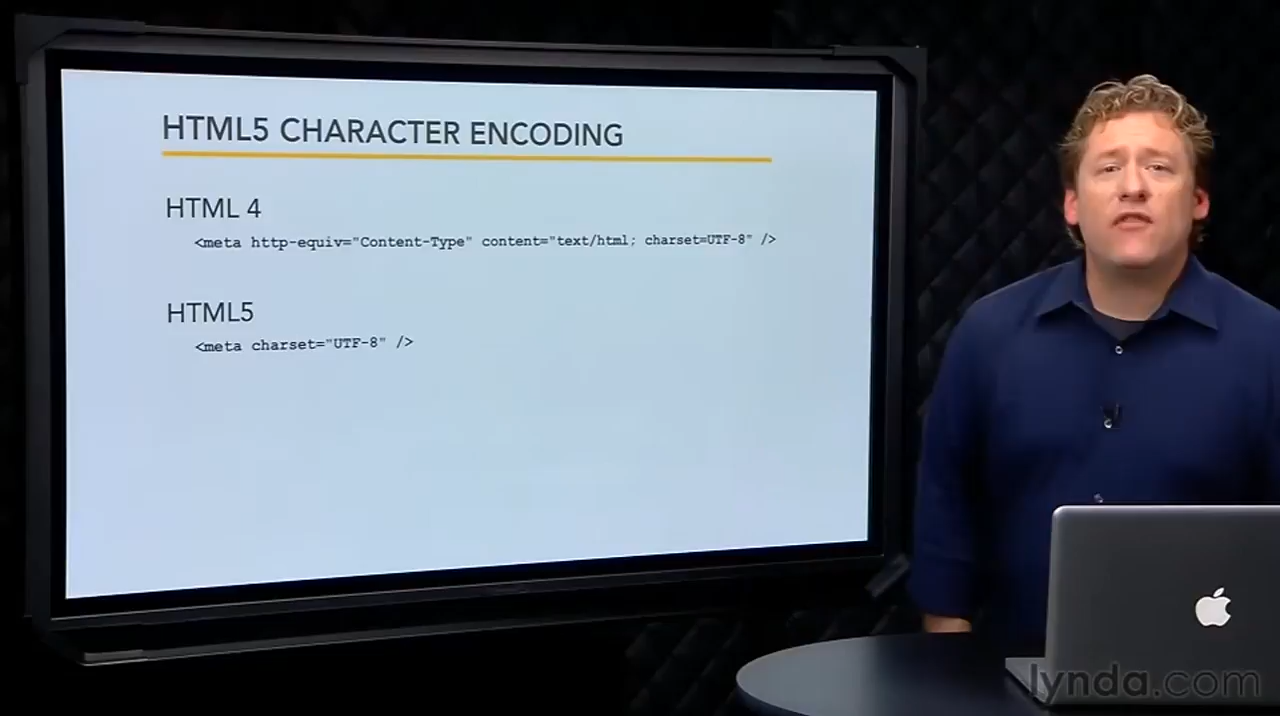 HTML5 CHARACTER ENCODING
HTML 4
<meta http-equiv="Content-Type" content="text/html; charset=UTF-8" />
HTML5
<meta charset="UTF-8" />
lynda.com